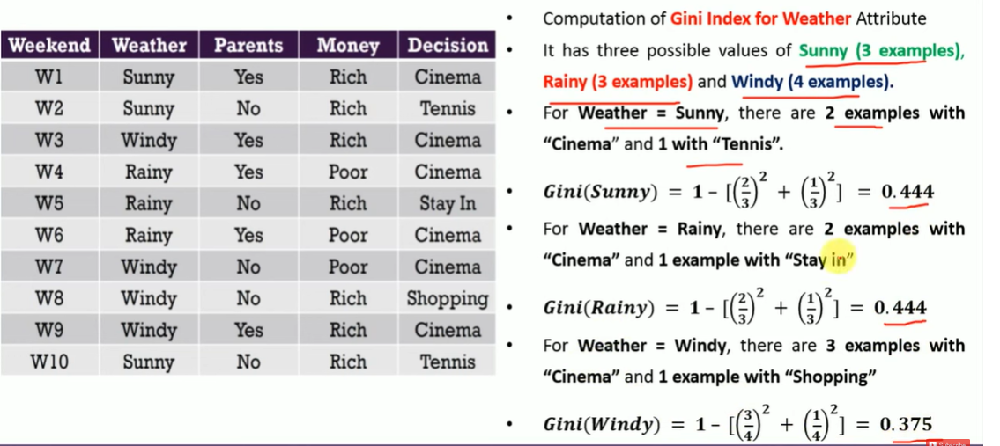 Weekend Weather Parents Money Decision
W1 Sunny Yes Rich Cinema
W2 Sunny No Rich Tennis
W3 Windy Yes Rich Cinema
W4 Rainy Yes Poor Cinema
W5 Rainy No Rich Stay In
W6 Rainy Yes Poor Cinema
W7 Windy No Poor Cinema
W8 Windy No Rich Shopping
W9 Windy Yes Rich Cinema
W10 Sunny No Rich Tennis
• Computation of Gini Index for Weather Attribute
• It has three possible values of Sunny (3 examples),
Rainy (3 examples) and Windy (4 examples).
• For Weather = Sunny, there are 2 examples with
“Cinema” and 1 with “Tennis”.
• Gini(Sunny) = 1 - [(2/3)² + (1/3)²] = 0.444
• For Weather = Rainy, there are 2 examples with
“Cinema” and 1 example with “Stay in”
• Gini(Rainy) = 1 - [(2/3)² + (1/3)²] = 0.444
• For Weather = Windy, there are 3 examples with
“Cinema” and 1 example with “Shopping”
• Gini(Windy) = 1 - [(3/4)² + (1/4)²] = 0.375